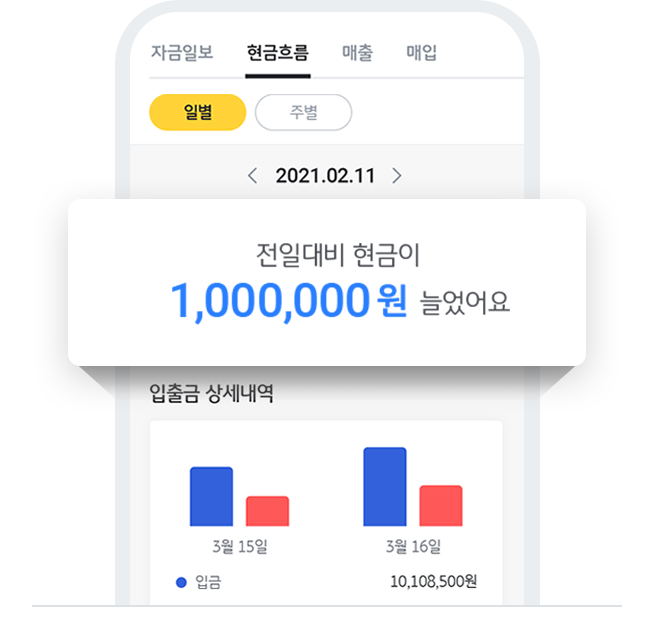 자금일보 현금흐름 매출 매입
일별 주별
< 2021.02.11 >
전일대비 현금이
1,000,000원 늘었어요
입출금 상세내역
3월 15일 3월 16일
입금 10,108,500원